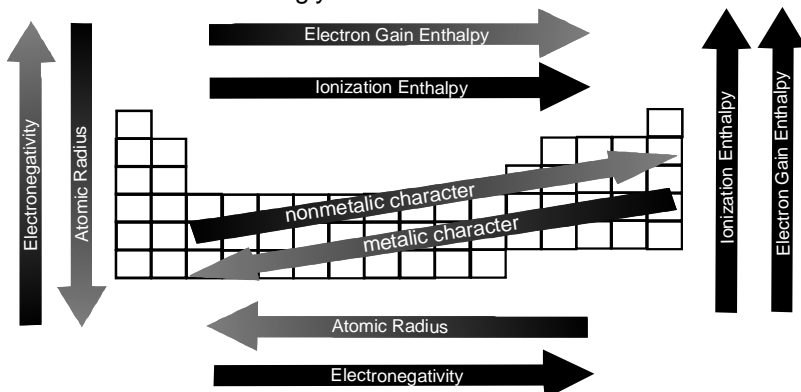 Electron Gain Enthalpy
Ionization Enthalpy
Electronegativity
Atomic Radius
nonmetalic character
metalic character
Ionization Enthalpy
Electron Gain Enthalpy
Atomic Radius
Electronegativity